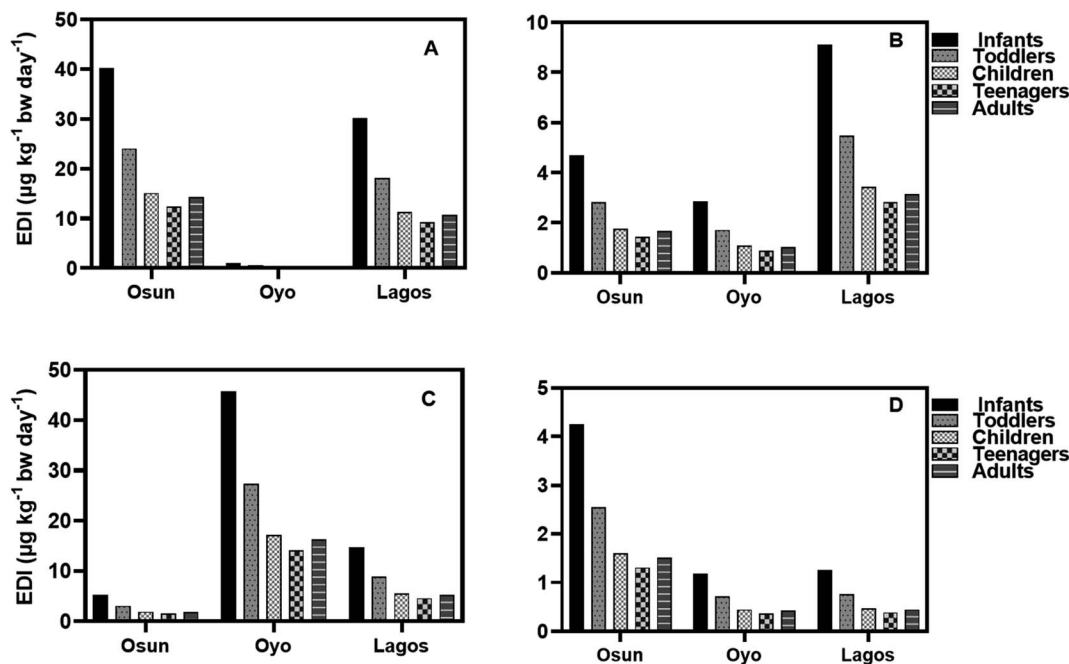 EDI (µg kg⁻¹ bw day⁻¹)
50
40
30
20
10
0
A
Osun Oyo Lagos
10
8
6
4
2
0
B
Osun Oyo Lagos
Infants
Toddlers
Children
Teenagers
Adults
EDI (µg kg⁻¹ bw day⁻¹)
50
40
30
20
10
0
C
Osun Oyo Lagos
5
4
3
2
1
0
D
Osun Oyo Lagos
Infants
Toddlers
Children
Teenagers
Adults